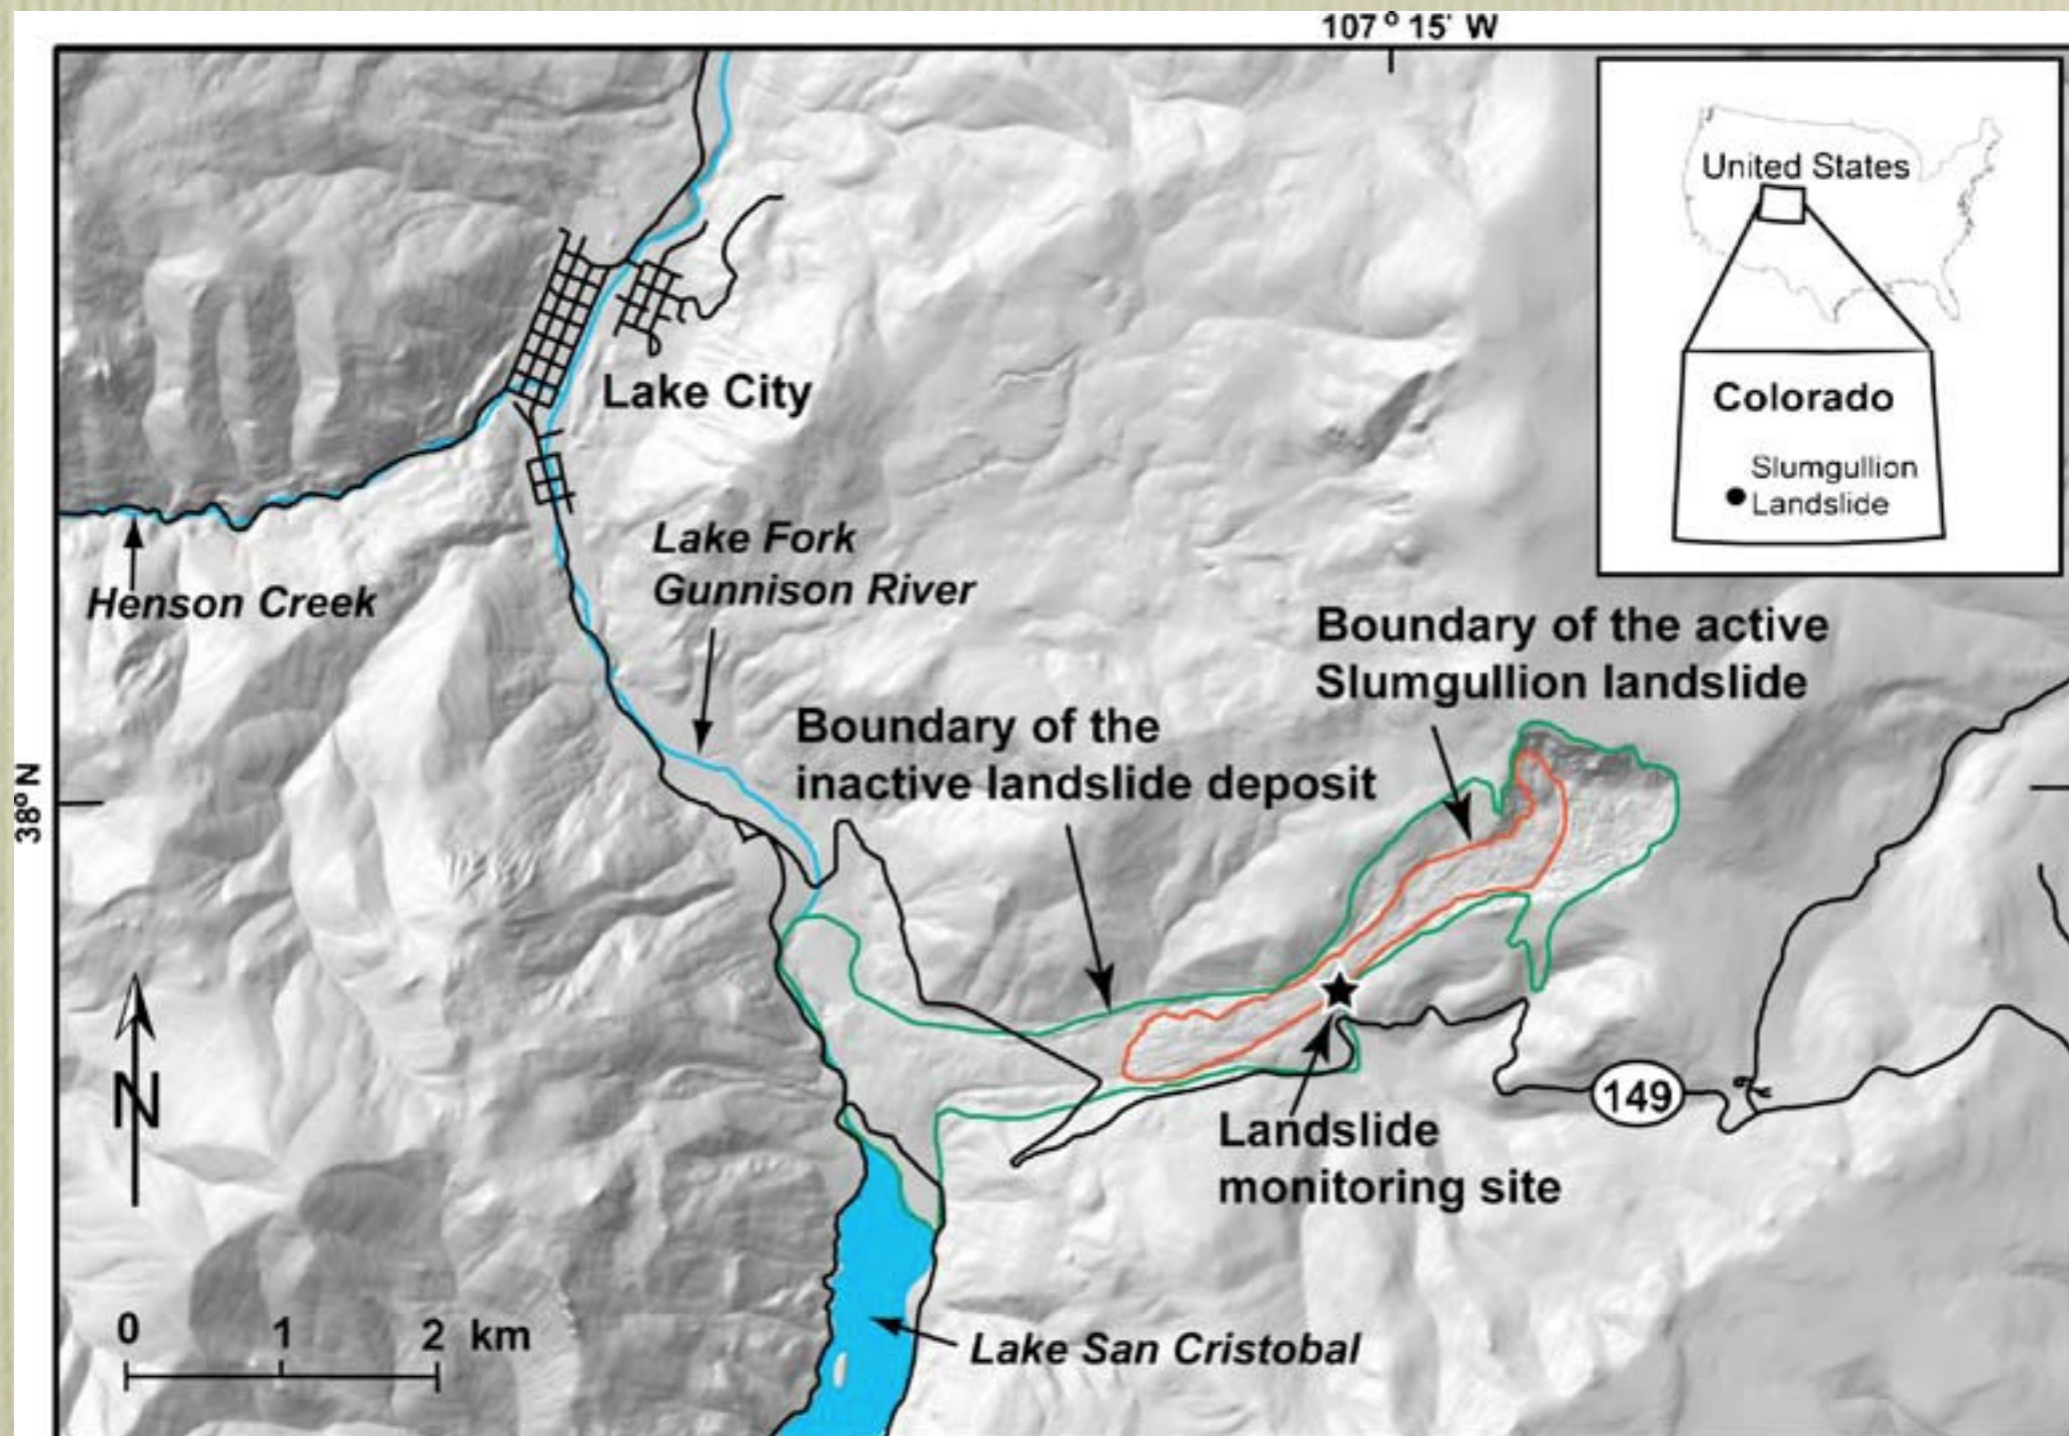 107° 15' W
United States
Colorado
Slumgullion
Landslide
Lake City
Lake Fork
Gunnison River
Henson Creek
Boundary of the active
Slumgullion landslide
Boundary of the
inactive landslide deposit
38° N
N
149
Landslide
monitoring site
0 1 2 km
Lake San Cristobal